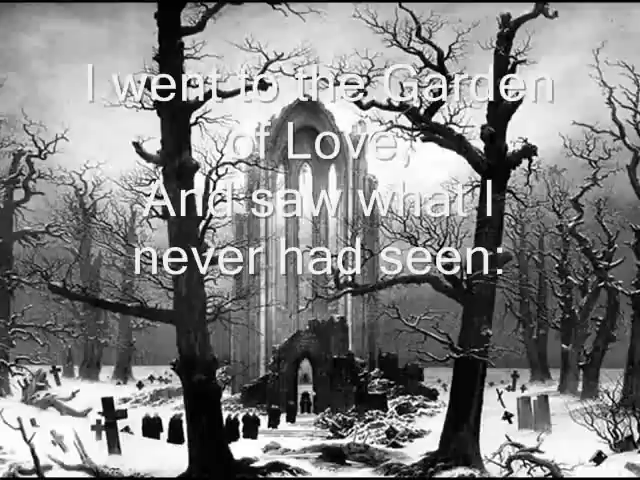 I went to the Garden
of Love,
And saw what I
never had seen: